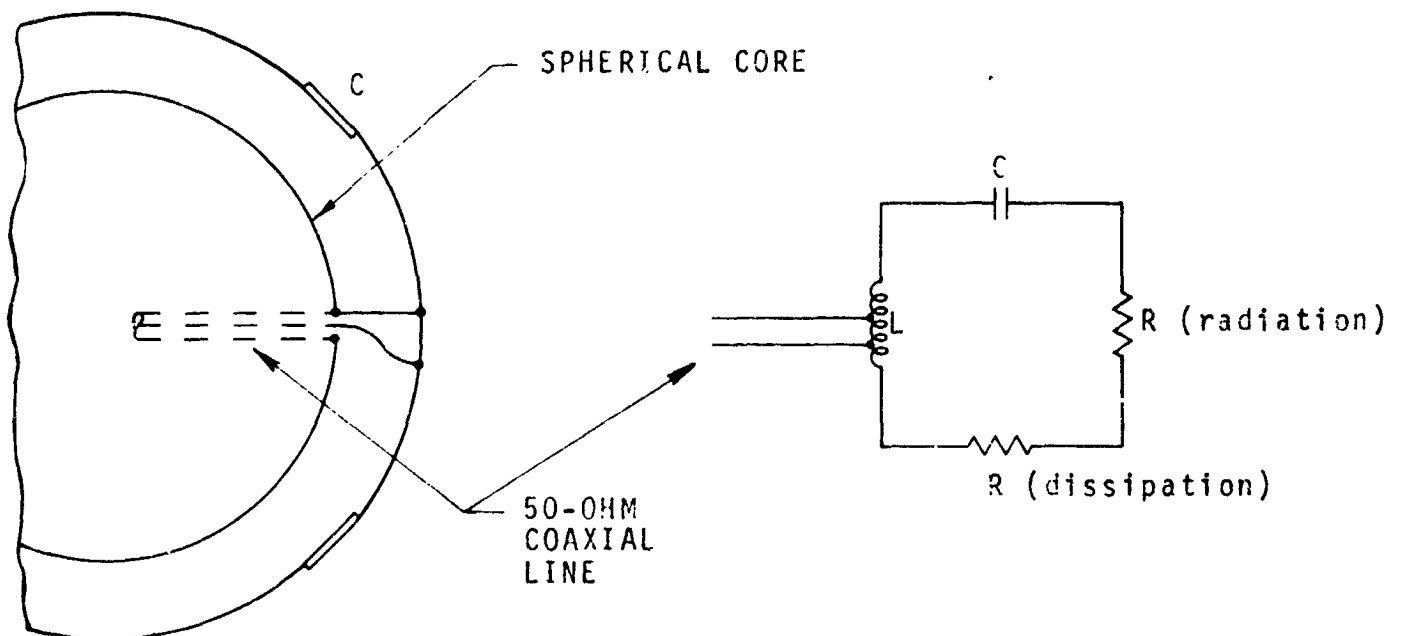 SPHERICAL CORE
C
C
L
R (radiation)
R (dissipation)
50-OHM
COAXIAL
LINE